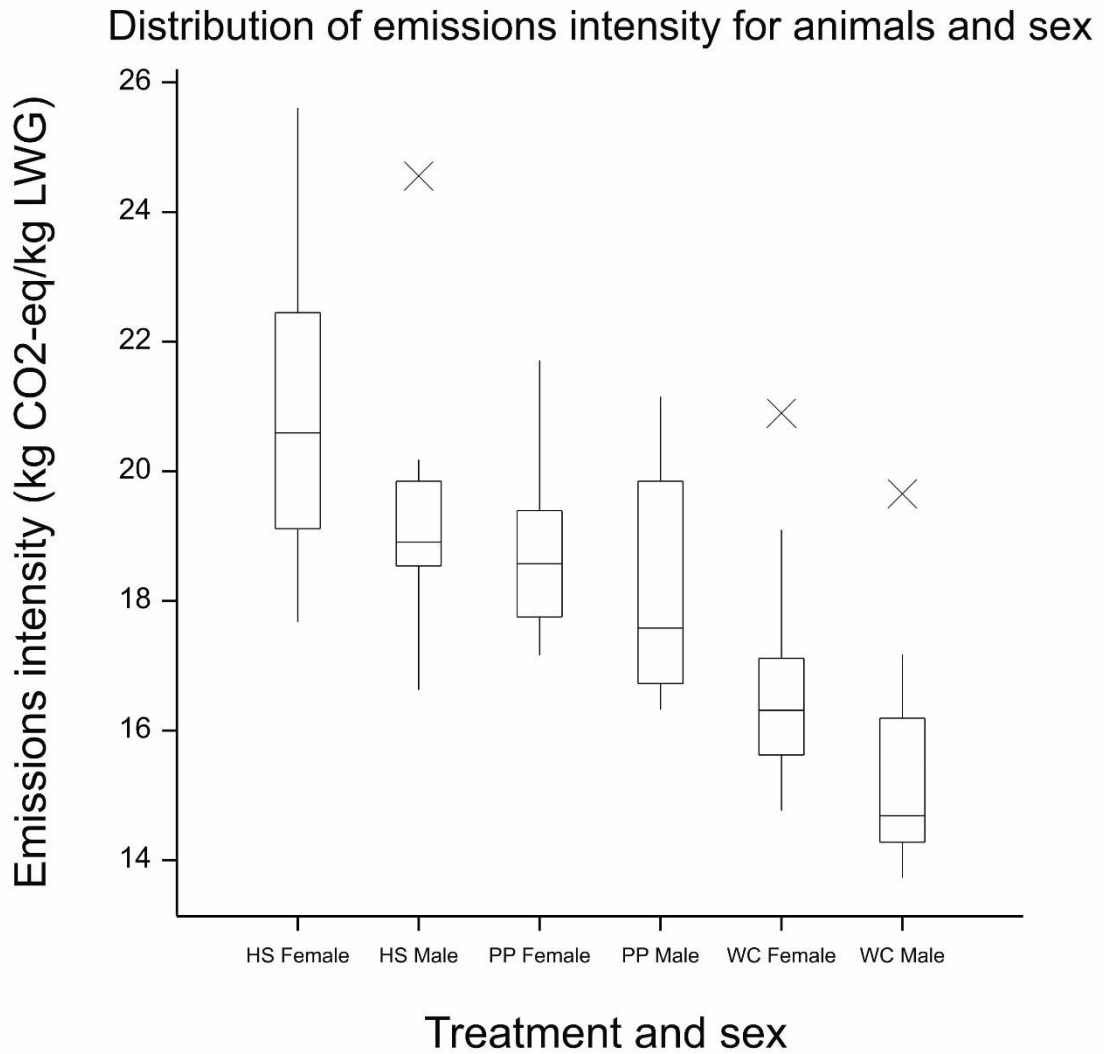 Distribution of emissions intensity for animals and sex
Emissions intensity (kg CO2-eq/kg LWG)
26
24
22
20
18
16
14
HS Female
HS Male
PP Female
PP Male
WC Female
WC Male
Treatment and sex